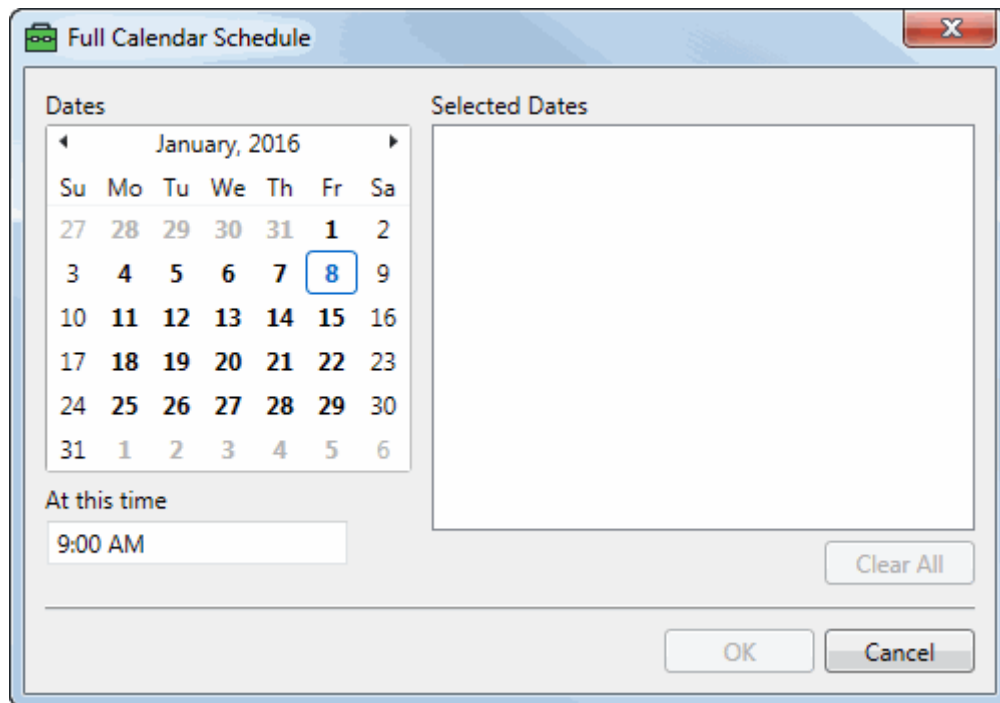 Full Calendar Schedule
Dates
January, 2016
Su Mo Tu We Th Fr Sa
27 28 29 30 31 1 2
3 4 5 6 7 8 9
10 11 12 13 14 15 16
17 18 19 20 21 22 23
24 25 26 27 28 29 30
31 1 2 3 4 5 6
At this time
9:00 AM
Selected Dates
Clear All
OK Cancel